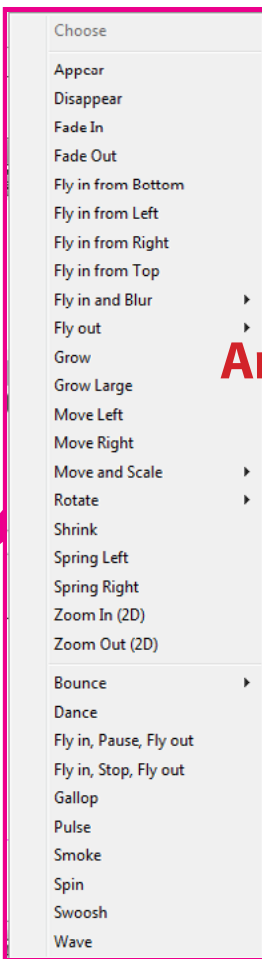 Choose
Appear
Disappear
Fade In
Fade Out
Fly in from Bottom
Fly in from Left
Fly in from Right
Fly in from Top
Fly in and Blur
Fly out
Grow
Grow Large
Move Left
Move Right
Move and Scale
Rotate
Shrink
Spring Left
Spring Right
Zoom In (2D)
Zoom Out (2D)
Bounce
Dance
Fly in, Pause, Fly out
Fly in, Stop, Fly out
Gallop
Pulse
Smoke
Spin
Swoosh
Wave